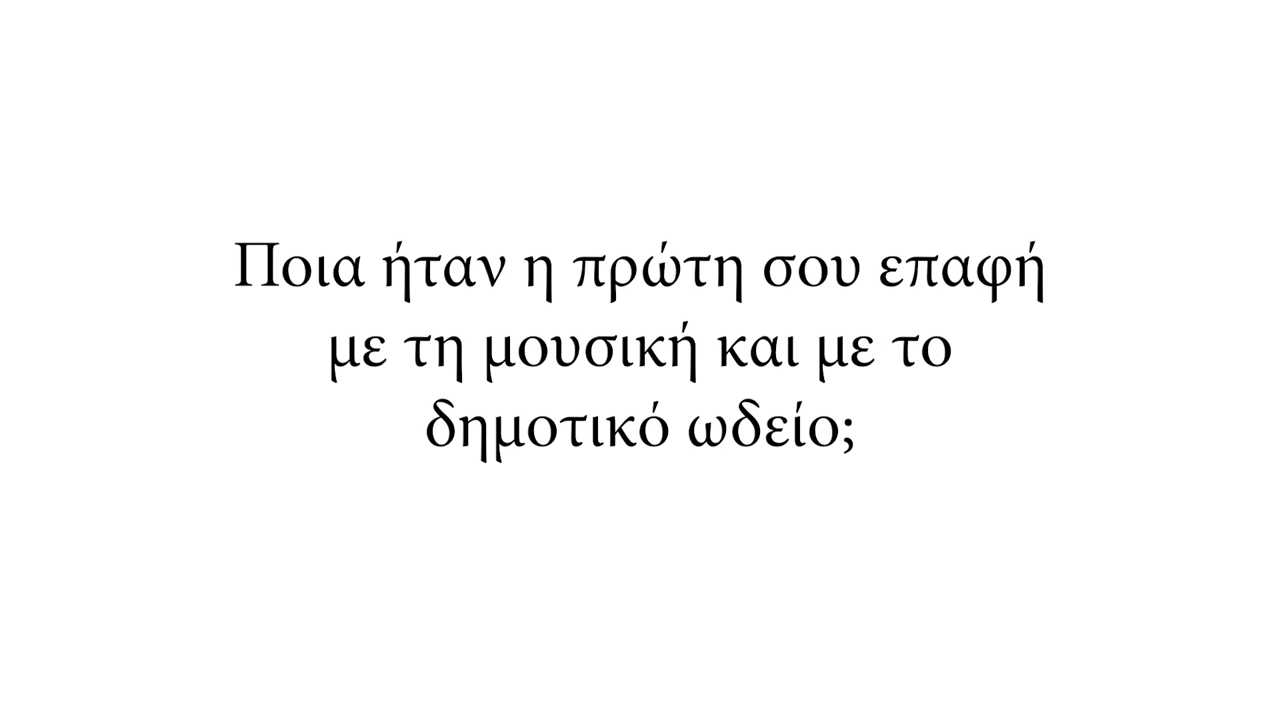 Ποια ήταν η πρώτη σου επαφή
με τη μουσική και με το
δημοτικό ωδείο;